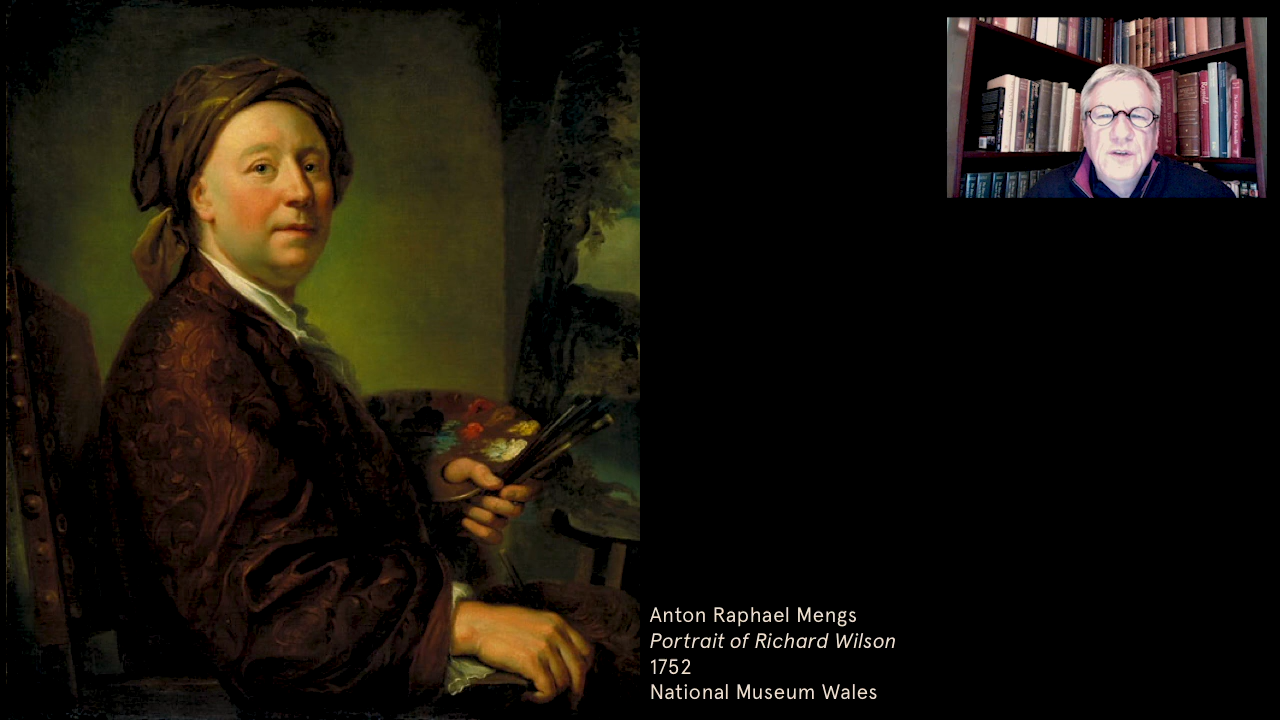 Anton Raphael Mengs
Portrait of Richard Wilson
1752
National Museum Wales